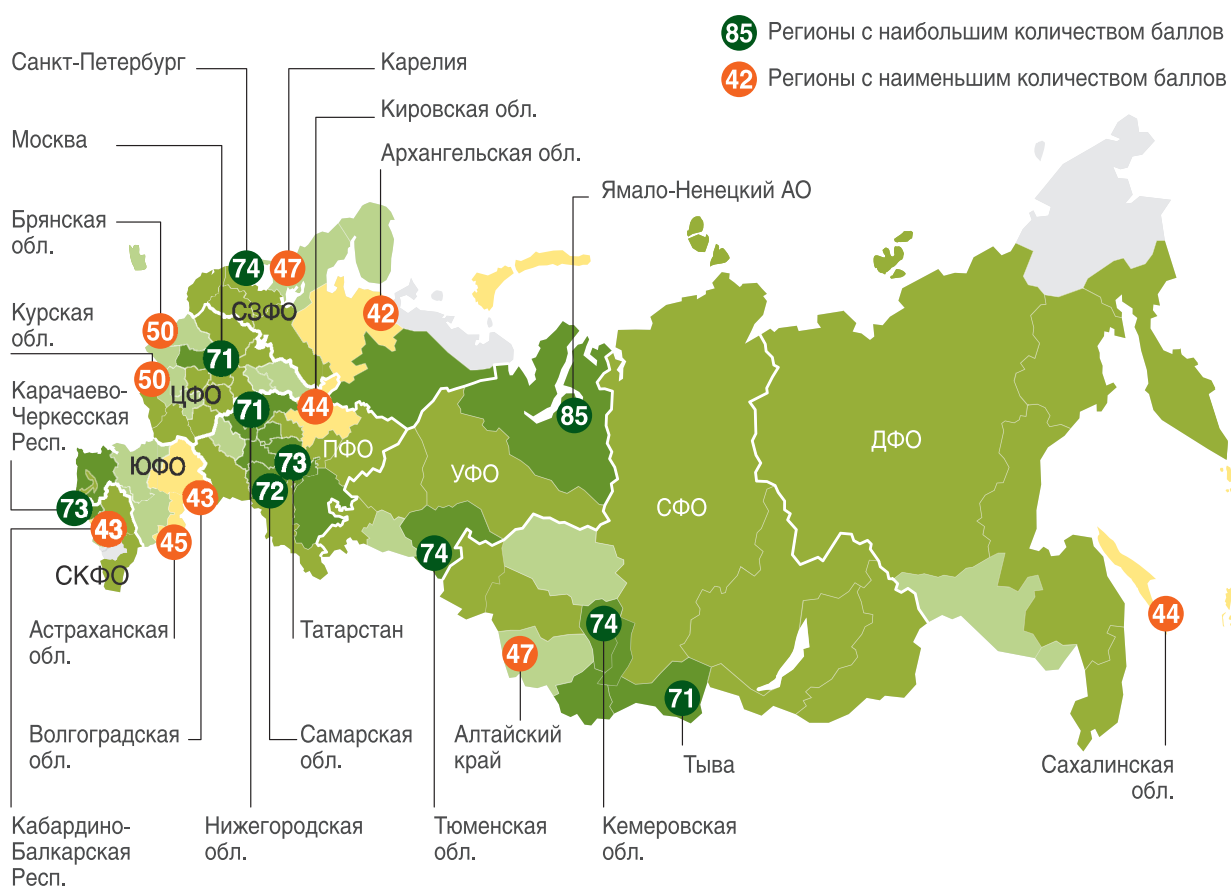 85 Регионы с наибольшим количеством баллов
42 Регионы с наименьшим количеством баллов
Санкт-Петербург
Карелия
Кировская обл.
Москва
Архангельская обл.
Ямало-Ненецкий АО
Брянская
обл.
74
47
СЗФО
42
Курская
обл.
50
71
50
ЦФО
Карачаево-
Черкесская
Респ.
71
44
85
ПФО
ДФО
ЮФО
73
УФО
72
43
СФО
73
43
45
74
СКФО
Астраханская
обл.
Татарстан
74
44
47
71
Волгоградская
обл.
Самарская
обл.
Алтайский
край
Тыва
Сахалинская
обл.
Кабардино-
Балкарская
Респ.
Нижегородская
обл.
Тюменская
обл.
Кемеровская
обл.